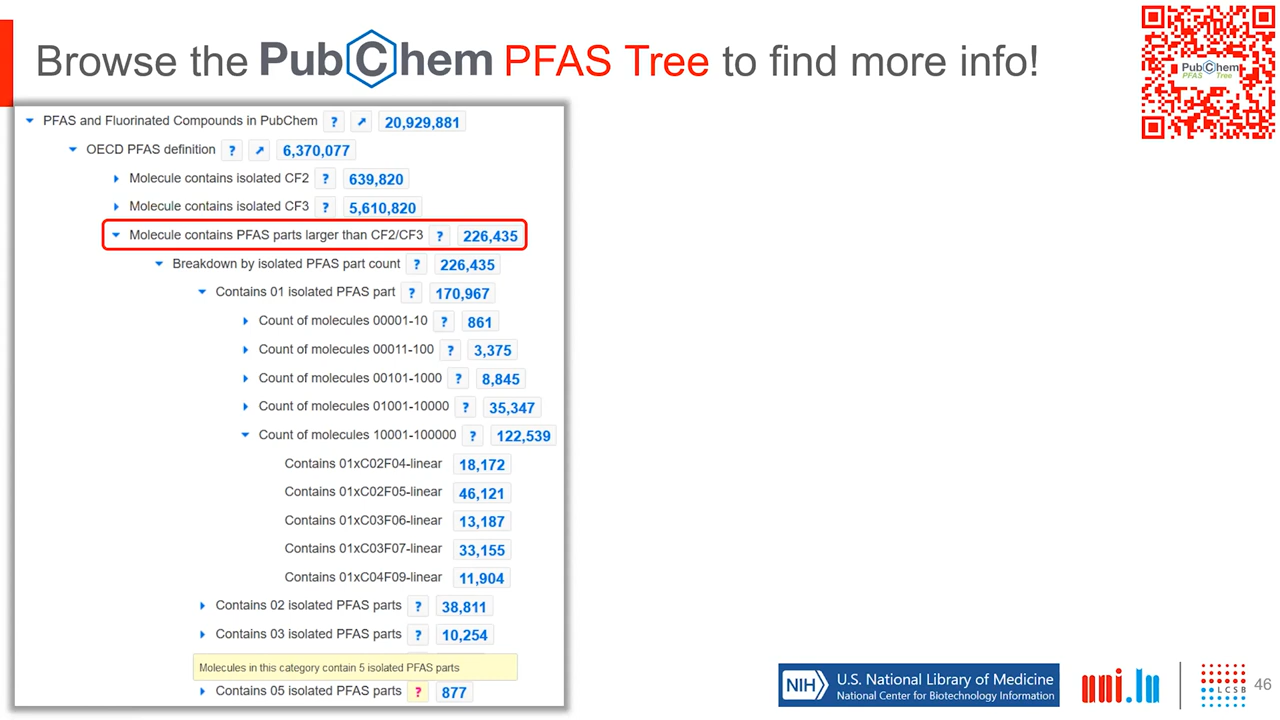 Browse the PubChem PFAS Tree to find more info!
PubChem
PFAS Tree
PFAS and Fluorinated Compounds in PubChem ? ↗ 20,929,881
OECD PFAS definition ? ↗ 6,370,077
Molecule contains isolated CF2 ? 639,820
Molecule contains isolated CF3 ? 5,610,820
Molecule contains PFAS parts larger than CF2/CF3 ? 226,435
Breakdown by isolated PFAS part count ? 226,435
Contains 01 isolated PFAS part ? 170,967
Count of molecules 00001-10 ? 861
Count of molecules 00011-100 ? 3,375
Count of molecules 00101-1000 ? 8,845
Count of molecules 01001-10000 ? 35,347
Count of molecules 10001-100000 ? 122,539
Contains 01xC02F04-linear 18,172
Contains 01xC02F05-linear 46,121
Contains 01xC03F06-linear 13,187
Contains 01xC03F07-linear 33,155
Contains 01xC04F09-linear 11,904
Contains 02 isolated PFAS parts ? 38,811
Contains 03 isolated PFAS parts ? 10,254
Molecules in this category contain 5 isolated PFAS parts
Contains 05 isolated PFAS parts ? 877
NIH U.S. National Library of Medicine
National Center for Biotechnology Information
uni.lu
LCSB
46